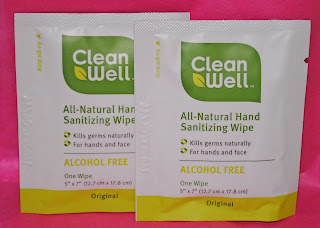 Clean
Well™
All-Natural Hand
Sanitizing Wipe
Kills germs naturally
For hands and face
ALCOHOL FREE
One Wipe
5" x 7" (12.7 cm x 17.8 cm)
Original
Clean
Well™
All-Natural Hand
Sanitizing Wipe
Kills germs naturally
For hands and face
ALCOHOL FREE
One Wipe
5" x 7" (12.7 cm x 17.8 cm)
Original